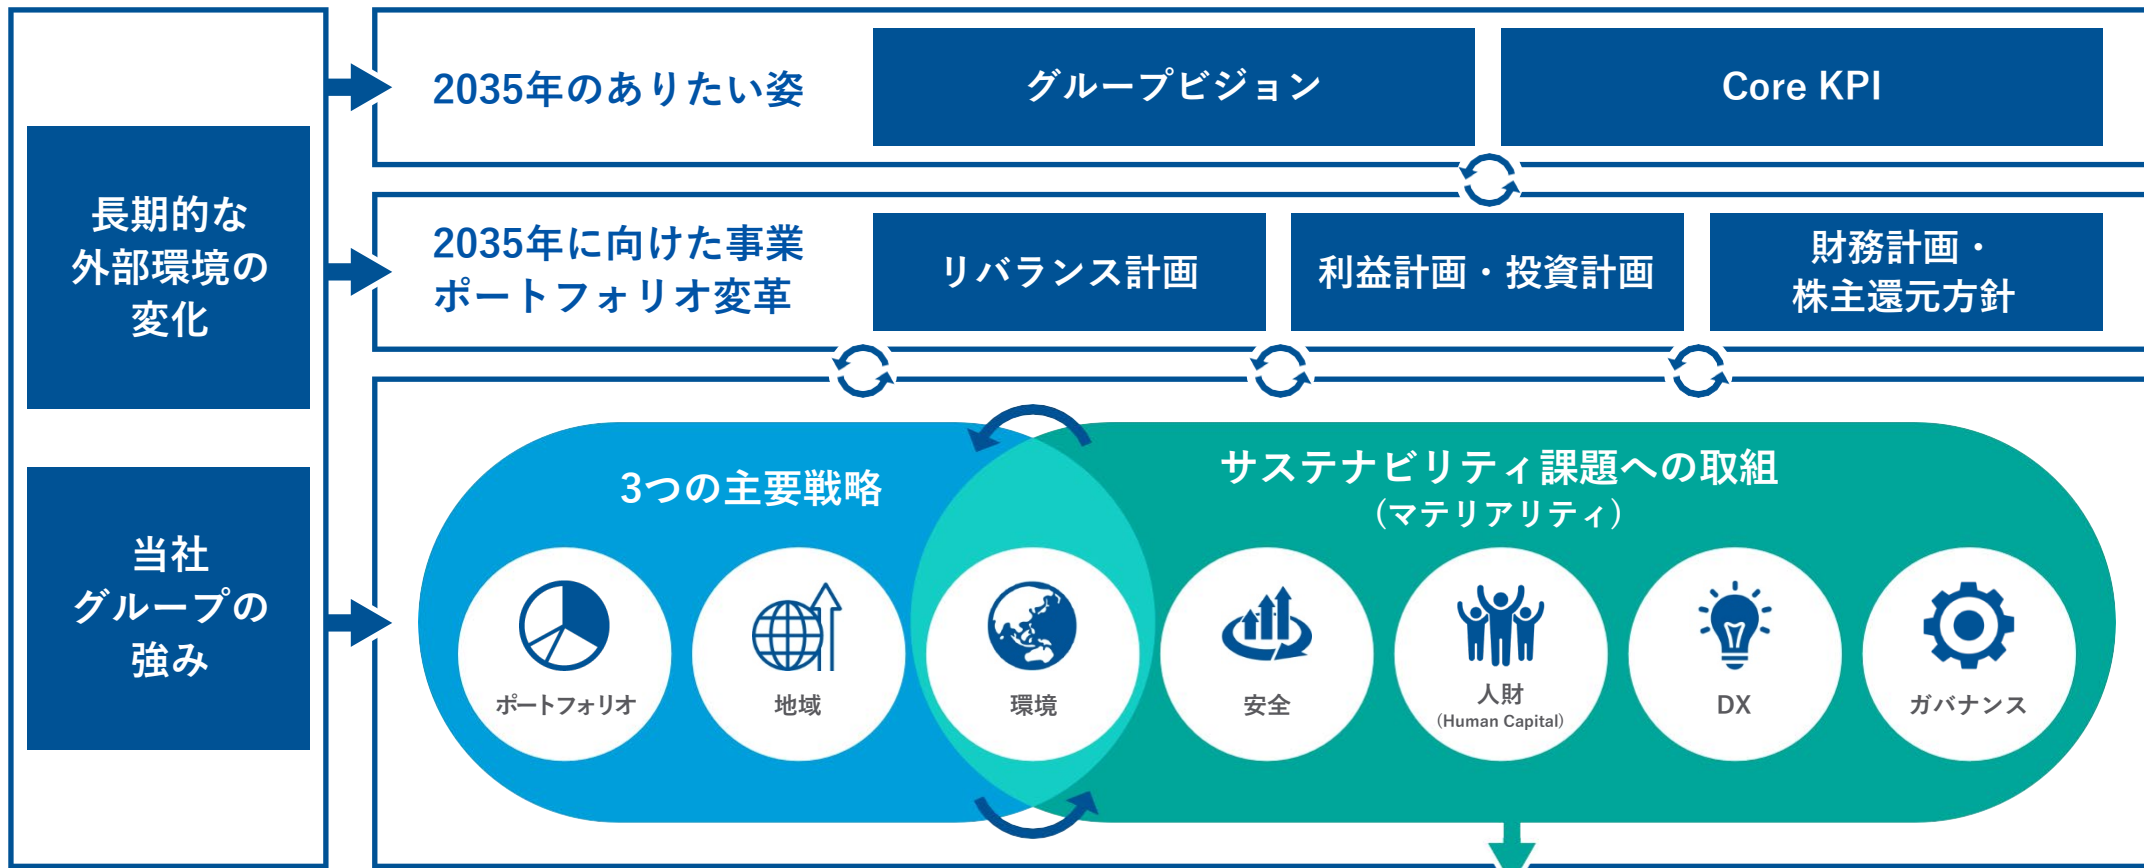 長期的な
外部環境の
変化
当社
グループの
強み
2035年のありたい姿
グループビジョン
Core KPI
2035年に向けた事業
ポートフォリオ変革
リバランス計画
利益計画・投資計画
財務計画・
株主還元方針
3つの主要戦略
サステナビリティ課題への取組
(マテリアリティ)
ポートフォリオ
地域
環境
安全
人財
(Human Capital)
DX
ガバナンス